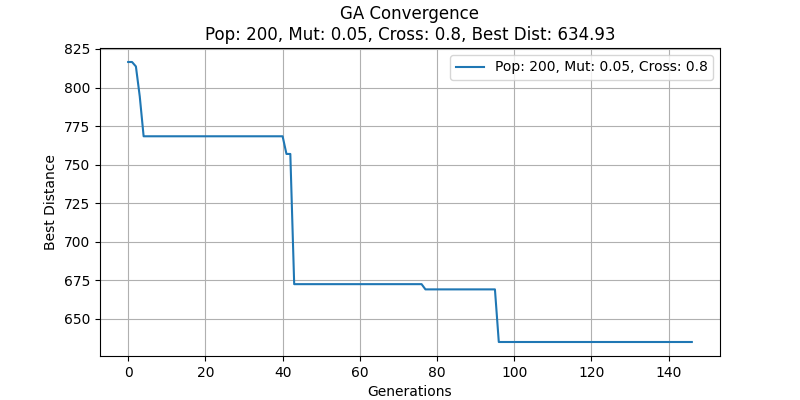 GA Convergence
Pop: 200, Mut: 0.05, Cross: 0.8, Best Dist: 634.93
Pop: 200, Mut: 0.05, Cross: 0.8
825
800
775
750
725
700
675
650
Best Distance
0 20 40 60 80 100 120 140
Generations